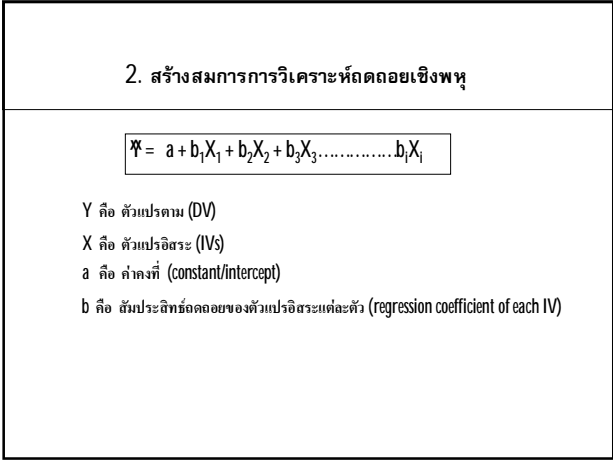 2. สร้างสมการการวิเคราะห์ถดถอยเชิงพหุ
Ŷ = a + b₁X₁ + b₂X₂ + b₃X₃……………bᵢXᵢ
Y คือ ตัวแปรตาม (DV)
X คือ ตัวแปรอิสระ (IVs)
a คือ ค่าคงที่ (constant/intercept)
b คือ สัมประสิทธ์ถดถอยของตัวแปรอิสระแต่ละตัว (regression coefficient of each IV)